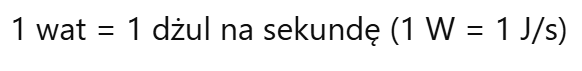 1 wat = 1 dżul na sekundę (1 W = 1 J/s)